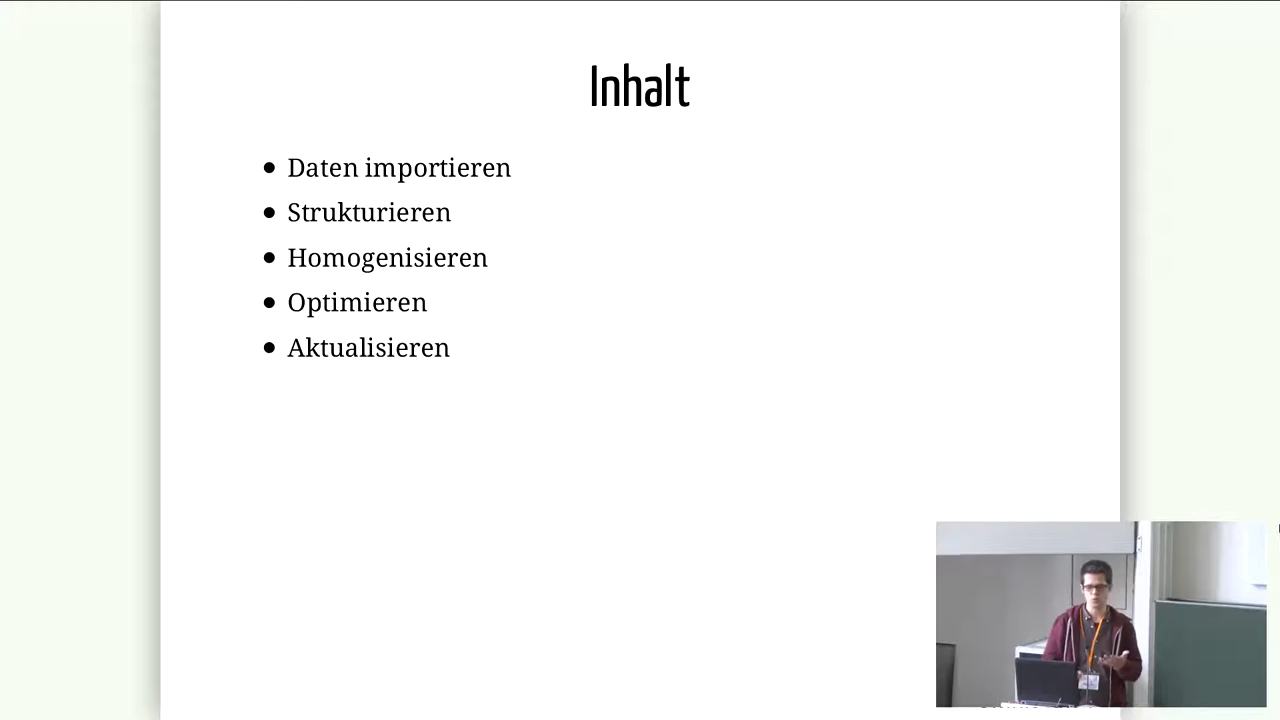 Inhalt
Daten importieren
Strukturieren
Homogenisieren
Optimieren
Aktualisieren